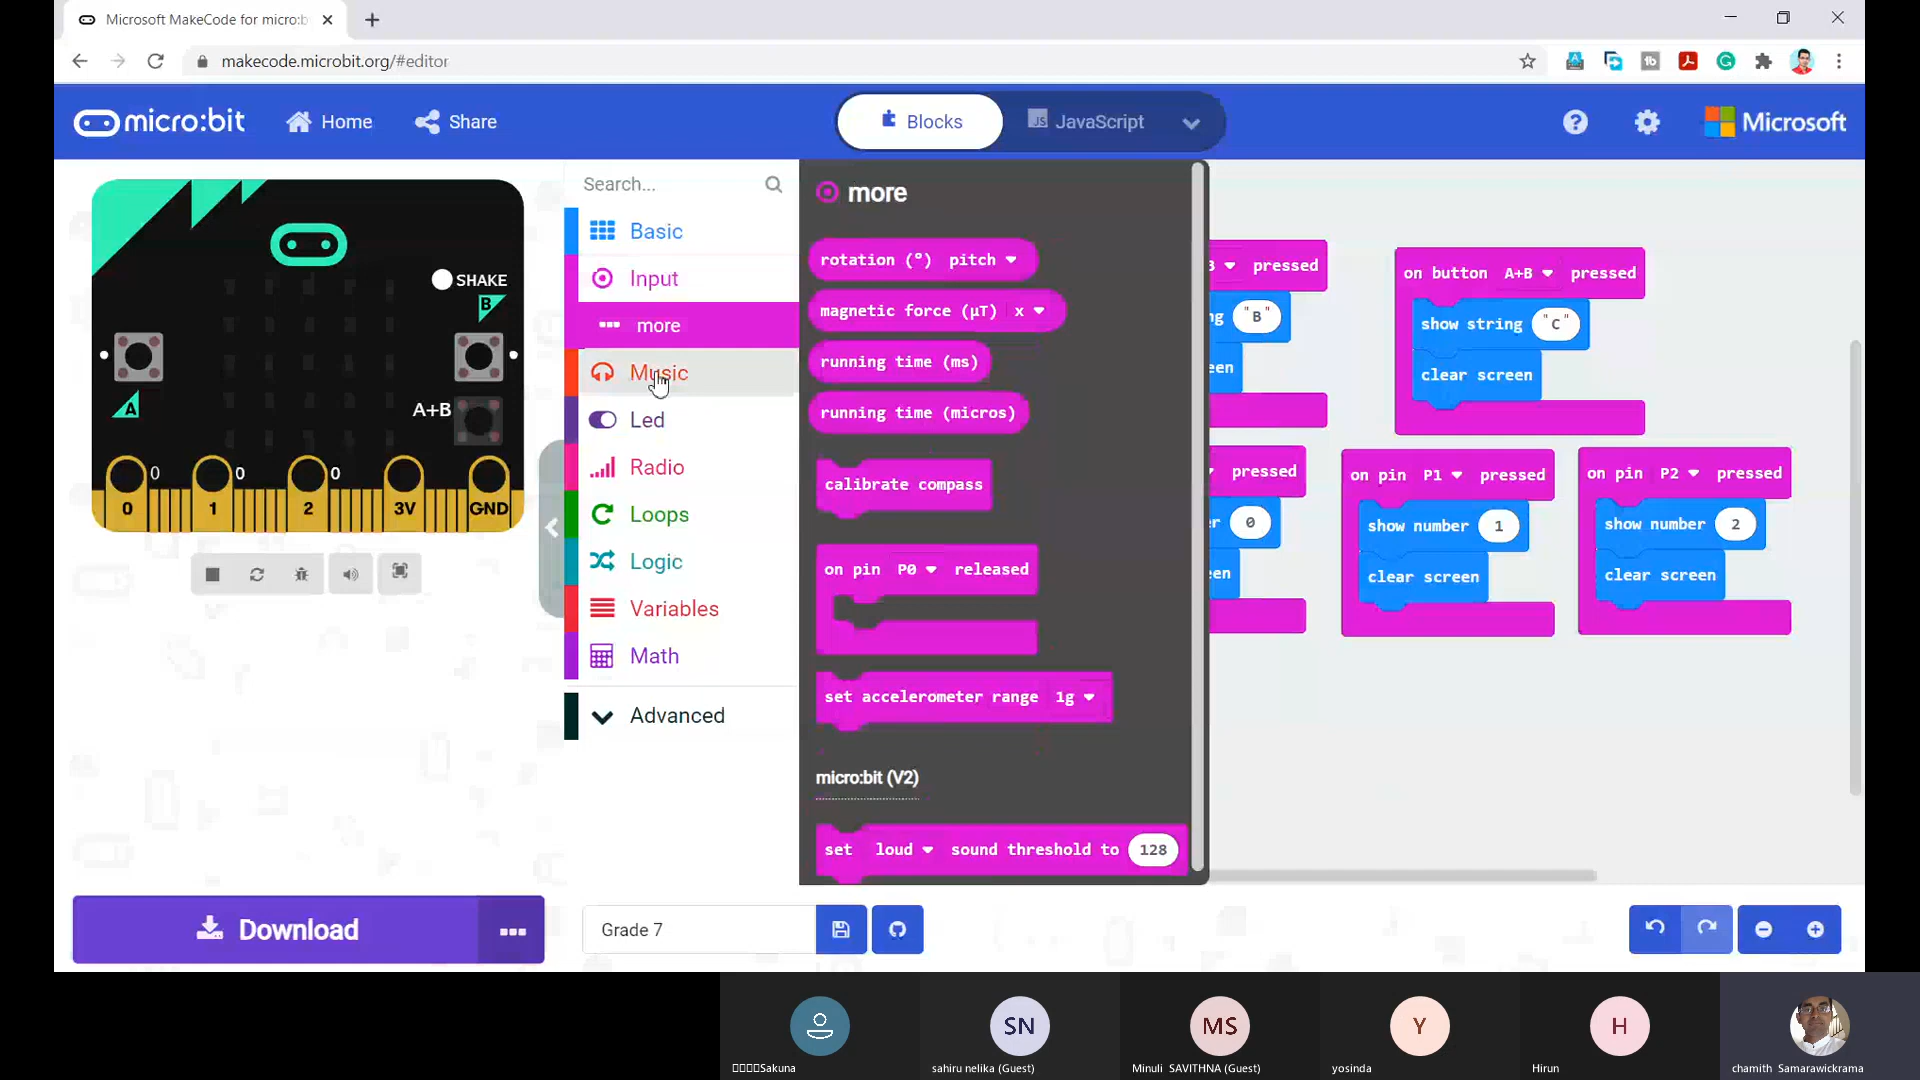 Microsoft MakeCode for micro:b
makecode.microbit.org/#editor
micro:bit
Home
Share
Blocks
JS
JavaScript
Microsoft
SHAKE
B
A
A+B
0
0
0
0
1
2
3V
GND
Search...
Basic
Input
more
Music
Led
Radio
Loops
Logic
Variables
Math
Advanced
more
rotation (°) pitch
magnetic force (µT) x
running time (ms)
running time (micros)
calibrate compass
on pin P0 released
set accelerometer range 1g
micro:bit (V2)
set loud sound threshold to 128
pressed
"B"
on button A+B pressed
show string "C"
clear screen
pressed
0
on pin P1 pressed
show number 1
clear screen
on pin P2 pressed
show number 2
clear screen
Download
Grade 7
SN
MS
Y
H
Sakuna
sahiru nelika (Guest)
Minuli SAVITHNA (Guest)
yosinda
Hirun
chamith Samarawickrama